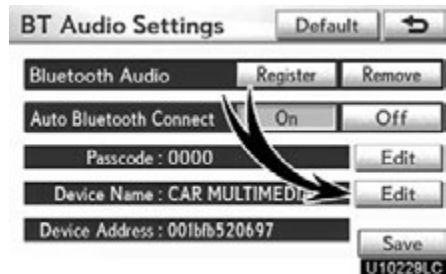 BT Audio Settings Default
Bluetooth Audio Register Remove
Auto Bluetooth Connect On Off
Passcode : 0000 Edit
Device Name : CAR MULTIMEDI Edit
Device Address : 001bfb520697
Save
U10229LC